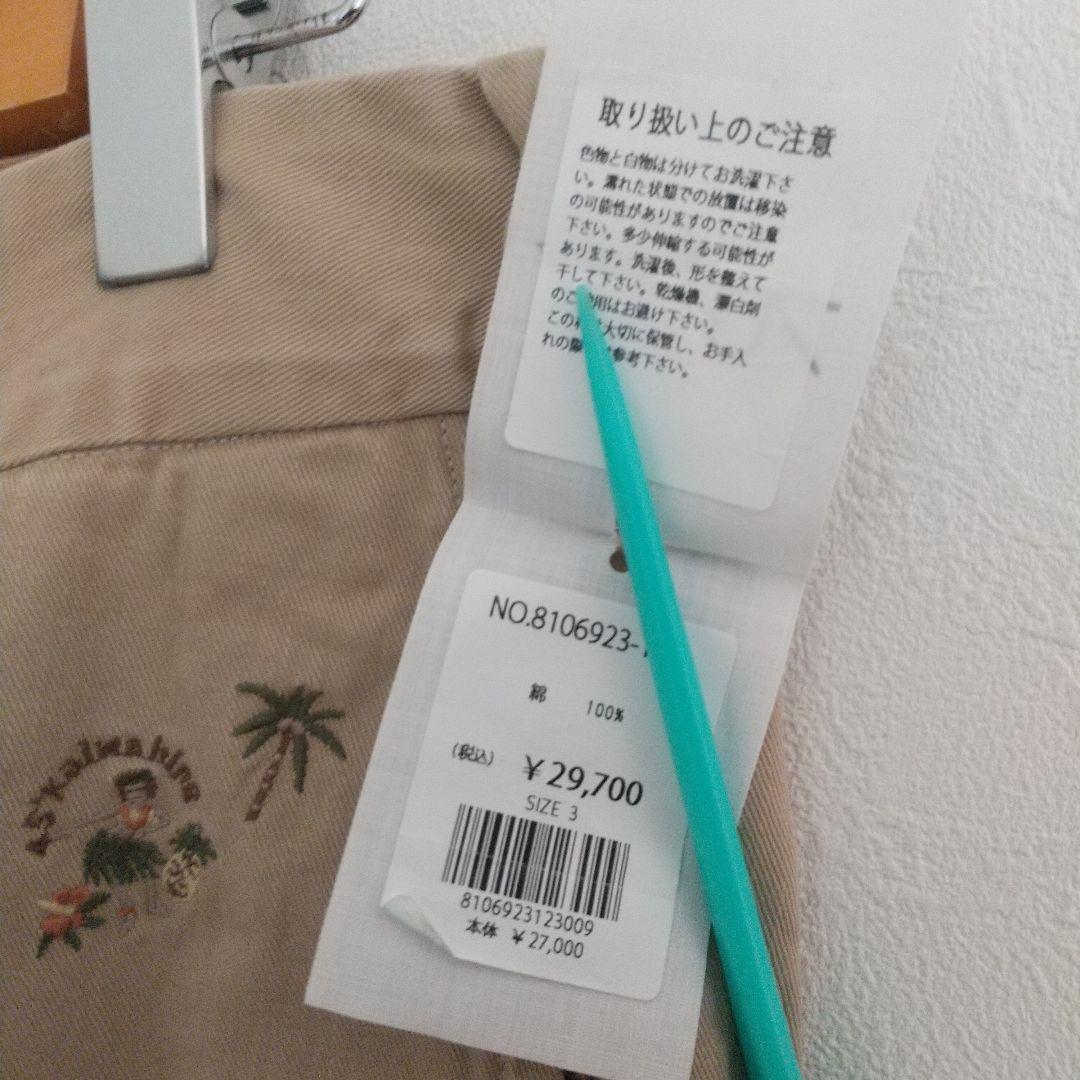 取り扱い上のご注意
色物と白物は分けてお洗濯下さ
い。濡れた状態での放置は移染
の可能性がありますのでご注意
下さい。多少伸縮する可能性が
あります。洗濯後、形を整えて
干して下さい。乾燥機、漂白剤
のご 用はお避け下さい。
この 大切に保管し、お手入
れの 参考下さい。
NO.8106923-
綿 100%
(税込) ¥29,700
SIZE 3
8106923123009
本体 ¥27,000
45 Kaimahina